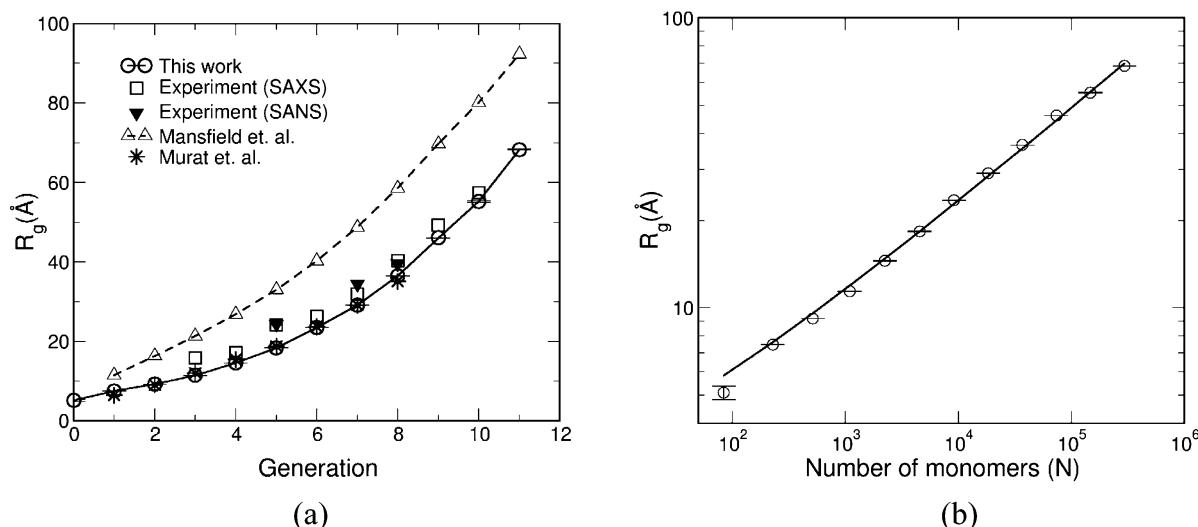 100
80
60
40
20
0
R_g(Å)
This work
Experiment (SAXS)
Experiment (SANS)
Mansfield et. al.
Murat et. al.
0 2 4 6 8 10 12
Generation
(a)
100
10
R_g(Å)
10^2 10^3 10^4 10^5 10^6
Number of monomers (N)
(b)